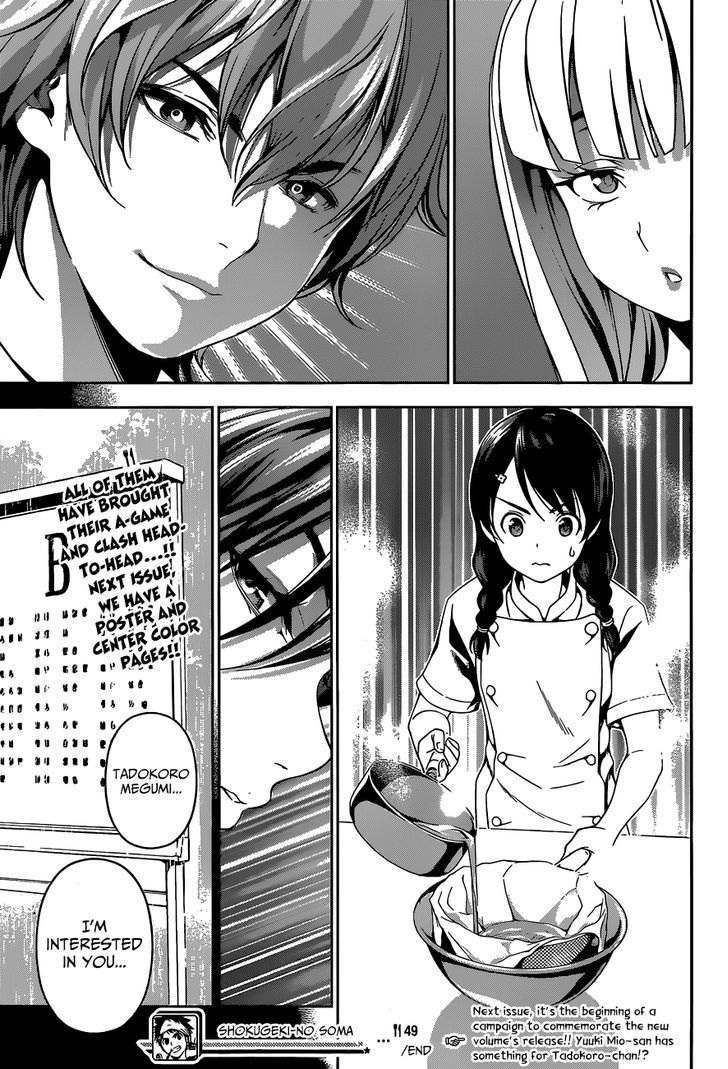 ALL OF THEM
HAVE BROUGHT
THEIR A-GAME
AND CLASH HEAD-
TO-HEAD...!!
NEXT ISSUE,
WE HAVE A
POSTER AND
CENTER COLOR
PAGES!!
B
TADOKORO
MEGUMI...
I'M
INTERESTED
IN YOU...
SHOKUGEKI-NO SOMA
... 49
/END
Next issue, it's the beginning of a
campaign to commemorate the new
volume's release!! Yuuki Mio-san has
something for Tadokoro-chan!?